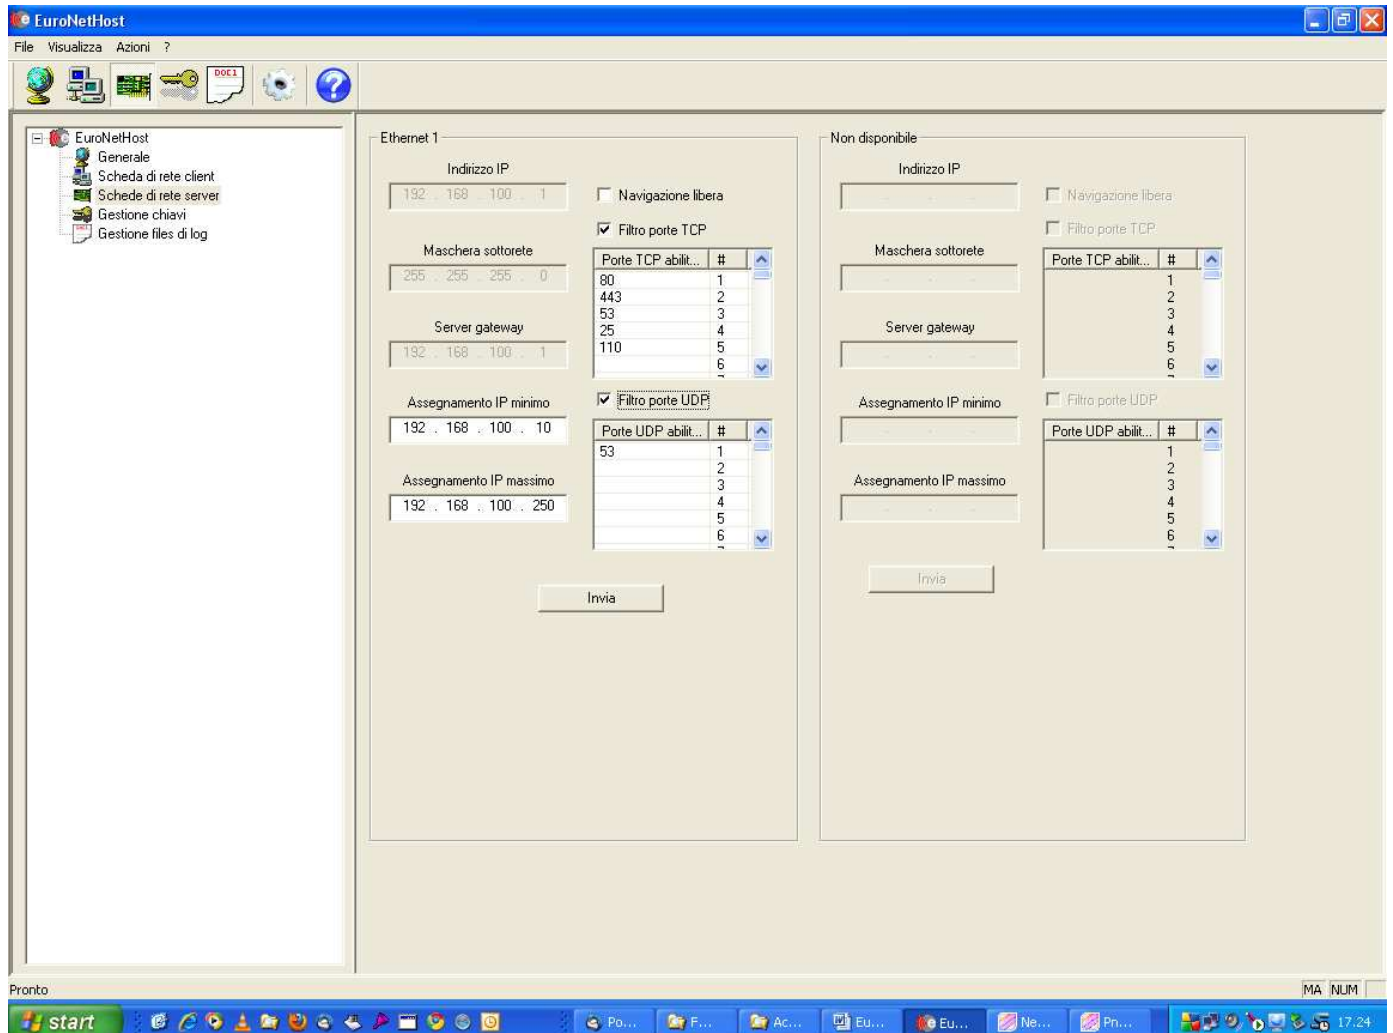 EuroNetHost
File Visualizza Azioni ?
DOC1
EuroNetHost
Generale
Scheda di rete client
Schede di rete server
Gestione chiavi
Gestione files di log
Ethernet 1
Indirizzo IP
192 . 168 . 100 . 1
Navigazione libera
Filtro porte TCP
Maschera sottorete
255 . 255 . 255 . 0
Porte TCP abilit... #
80 1
443 2
53 3
25 4
110 5
6
Server gateway
192 . 168 . 100 . 1
Assegnamento IP minimo
192 . 168 . 100 . 10
Filtro porte UDP
Porte UDP abilit... #
53 1
2
3
4
5
6
Assegnamento IP massimo
192 . 168 . 100 . 250
Invia
Non disponibile
Indirizzo IP
Navigazione libera
Filtro porte TCP
Maschera sottorete
Porte TCP abilit... #
1
2
3
4
5
6
Server gateway
Assegnamento IP minimo
Filtro porte UDP
Porte UDP abilit... #
1
2
3
4
5
6
Assegnamento IP massimo
Invia
Pronto
MA NUM
start Po... F... Ac... Eu... Eu... Ne... Pn... 17.24